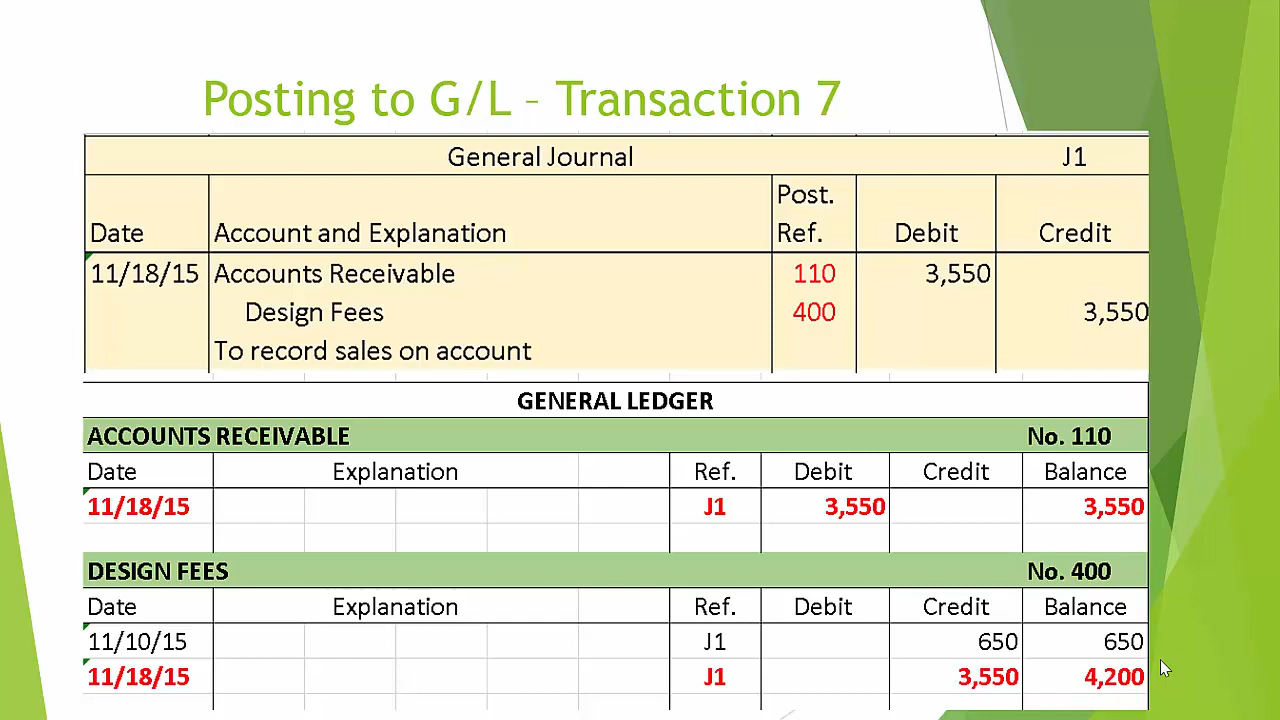 Posting to G/L – Transaction 7
General Journal J1
Post.
Date Account and Explanation Ref. Debit Credit
11/18/15 Accounts Receivable 110 3,550
Design Fees 400 3,550
To record sales on account
GENERAL LEDGER
ACCOUNTS RECEIVABLE No. 110
Date Explanation Ref. Debit Credit Balance
11/18/15 J1 3,550 3,550
DESIGN FEES No. 400
Date Explanation Ref. Debit Credit Balance
11/10/15 J1 650 650
11/18/15 J1 3,550 4,200